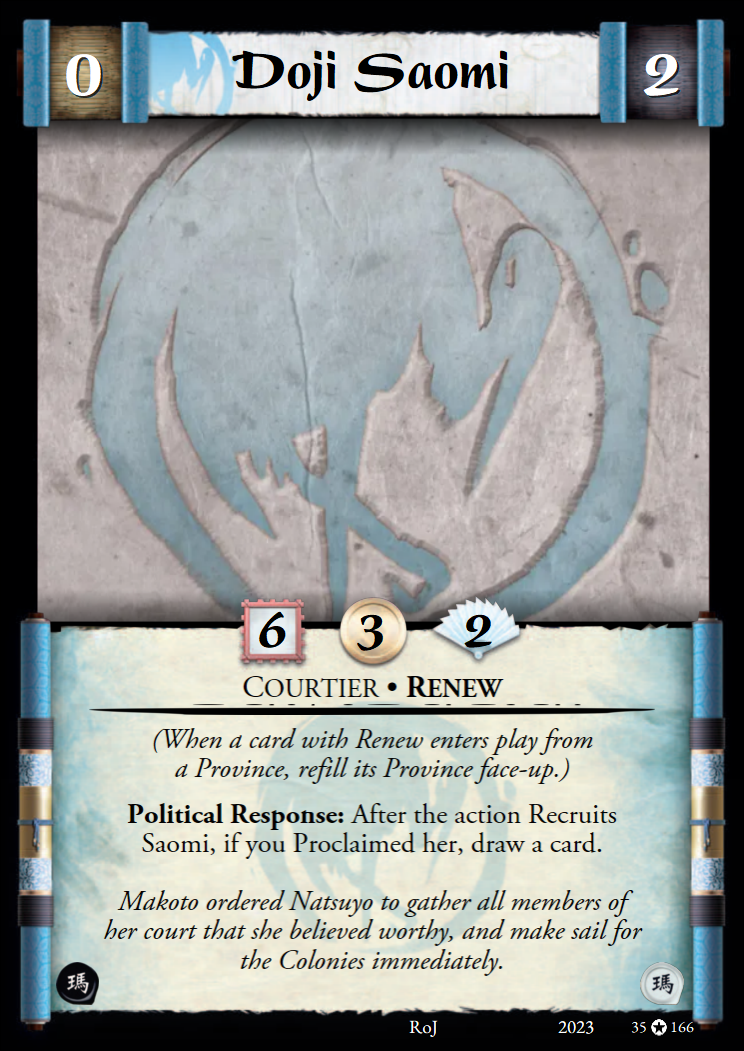 0
Doji Saomi
2
6
3
2
COURTIER • RENEW
(When a card with Renew enters play from
a Province, refill its Province face-up.)
Political Response: After the action Recruits
Saomi, if you Proclaimed her, draw a card.
Makoto ordered Natsuyo to gather all members of
her court that she believed worthy, and make sail for
the Colonies immediately.
瑪
瑪
RoJ
2023
35 ✪ 166